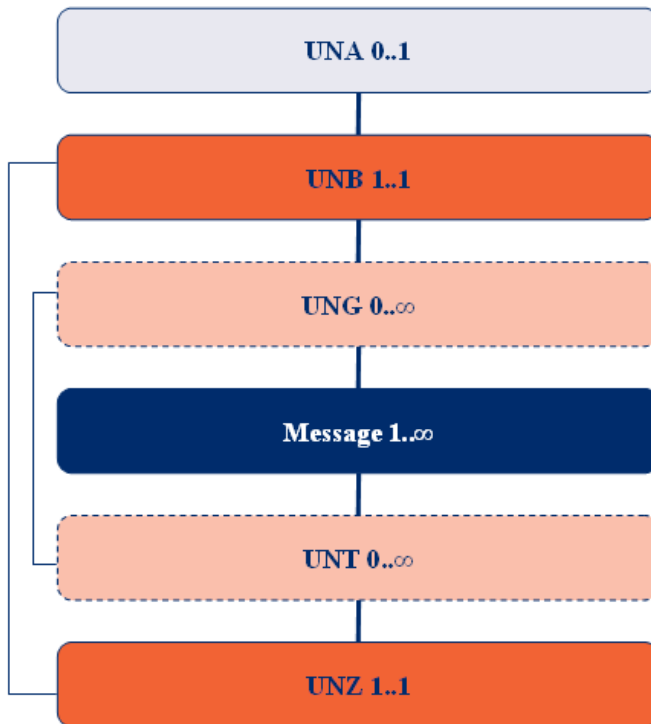 UNA 0..1
UNB 1..1
UNG 0..∞
Message 1..∞
UNT 0..∞
UNZ 1..1